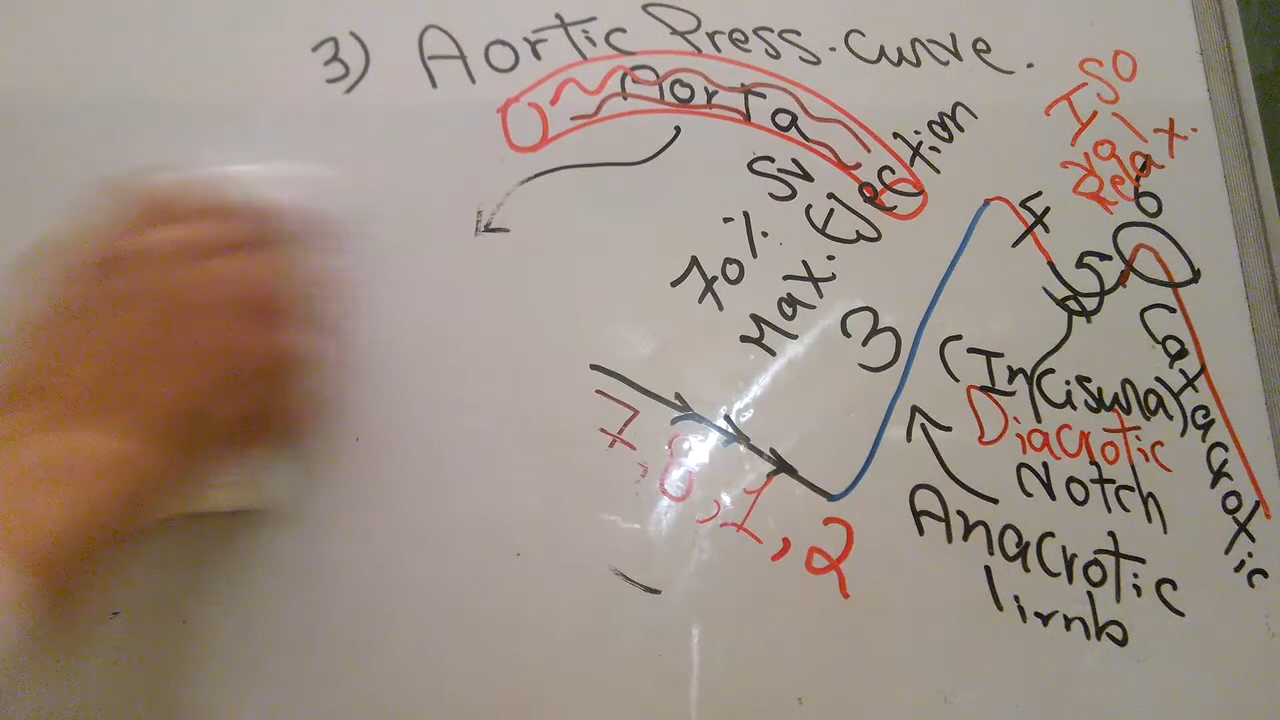 3) Aortic Press. curve.
Aorta
70% SV
Max. Ejection
3
4
5
6
Iso
Vol
Relax.
(Incisura)
Diacrotic
Notch
Anacrotic
limb
Catacrotic
7, 8, 1, 2